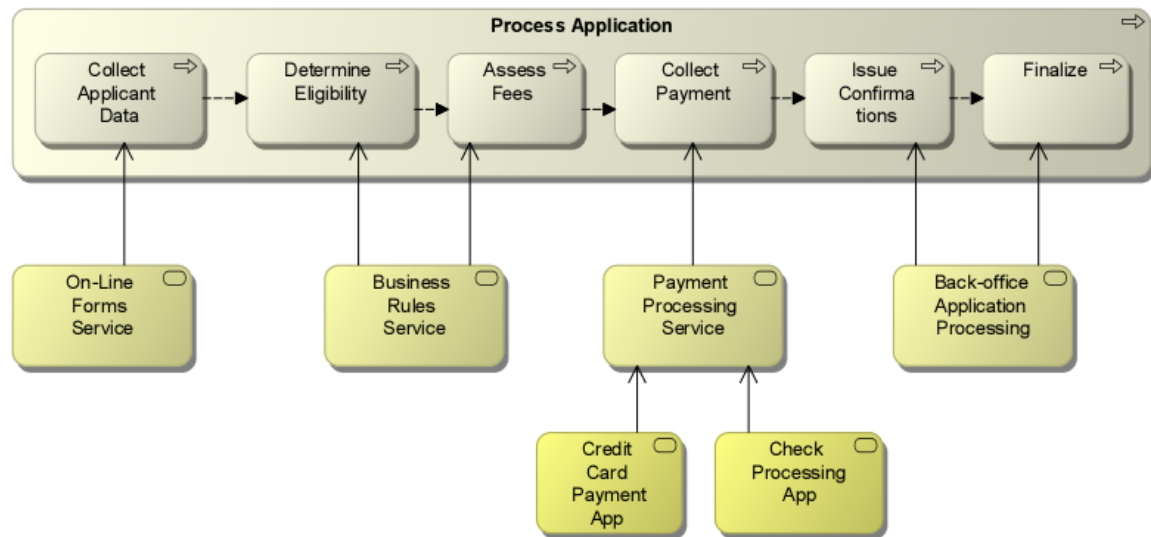 Process Application
Collect
Applicant
Data
Determine
Eligibility
Assess
Fees
Collect
Payment
Issue
Confirma
tions
Finalize
On-Line
Forms
Service
Business
Rules
Service
Payment
Processing
Service
Back-office
Application
Processing
Credit
Card
Payment
App
Check
Processing
App